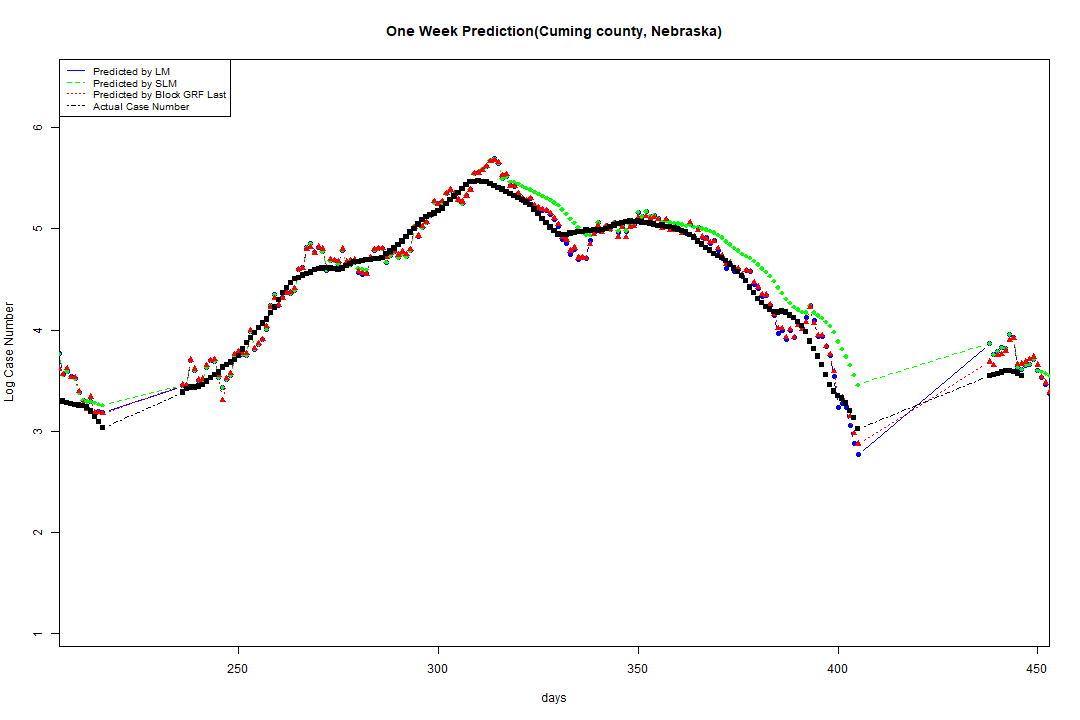 One Week Prediction(Cuming county, Nebraska)
Predicted by LM
Predicted by SLM
Predicted by Block GRF Last
Actual Case Number
6
5
4
3
2
1
Log Case Number
250
300
350
400
450
days